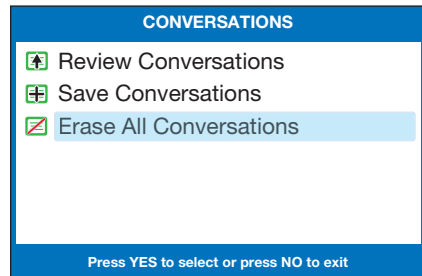 CONVERSATIONS
Review Conversations
Save Conversations
Erase All Conversations
Press YES to select or press NO to exit